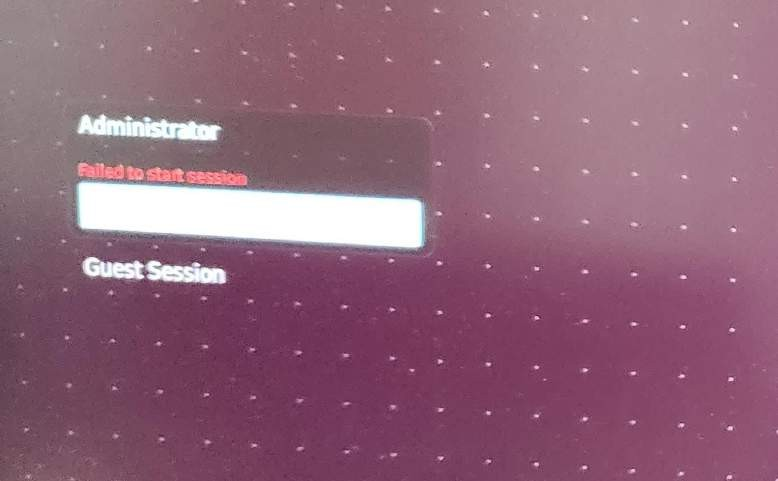 Administrator
Failed to start session
Guest Session